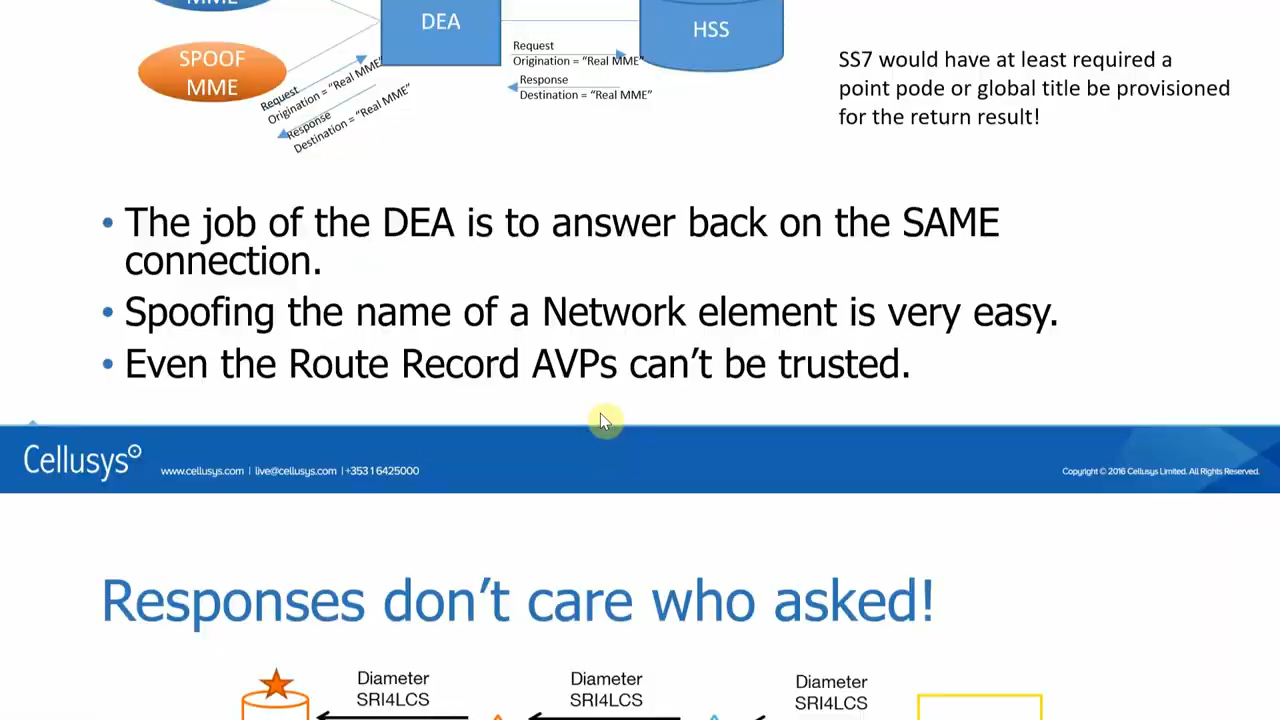 MME
DEA
HSS
SPOOF
MME
Request
Origination = "Real MME"
Response
Destination = "Real MME"
Request
Origination = "Real MME"
Response
Destination = "Real MME"
SS7 would have at least required a
point pode or global title be provisioned
for the return result!
• The job of the DEA is to answer back on the SAME
connection.
• Spoofing the name of a Network element is very easy.
• Even the Route Record AVPs can't be trusted.
Cellusys
www.cellusys.com | live@cellusys.com | +353 1 6425000
Copyright © 2016 Cellusys Limited. All Rights Reserved.
Responses don't care who asked!
Diameter
SRI4LCS
Diameter
SRI4LCS
Diameter
SRI4LCS